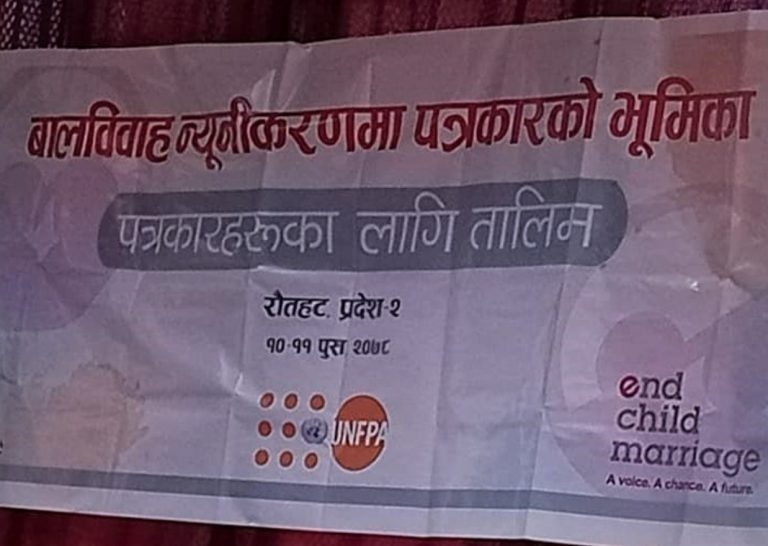 बालविवाह न्यूनीकरणमा पत्रकारको भूमिका
पत्रकारहरूका लागि तालिम
रौतहट, प्रदेश-२
१०-११ पुस २०७८
UNFPA
end
child
marriage
A voice. A chance. A future.